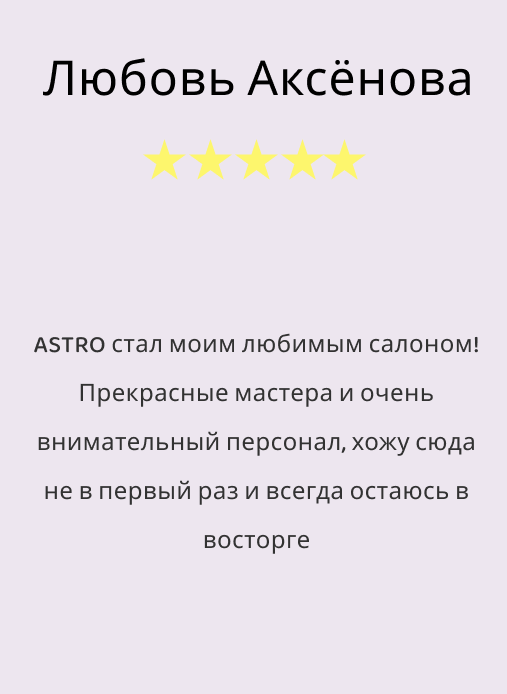 Любовь Аксёнова
ASTRO стал моим любимым салоном!
Прекрасные мастера и очень
внимательный персонал, хожу сюда
не в первый раз и всегда остаюсь в
восторге